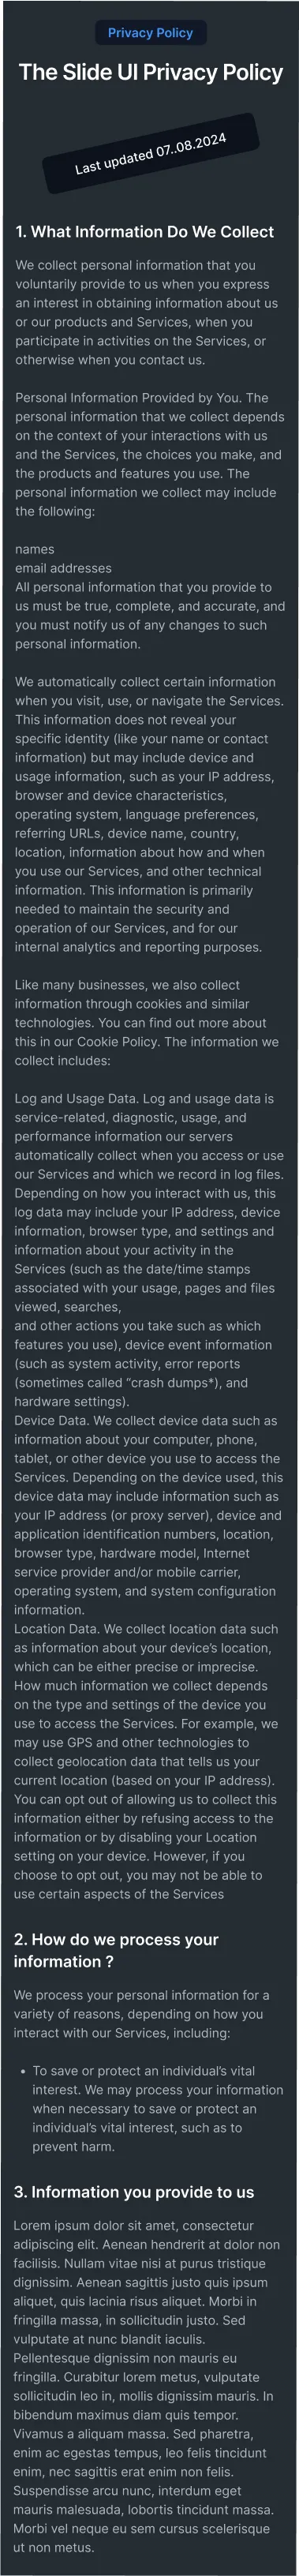 Privacy Policy
The Slide UI Privacy Policy
Last updated 07..08.2024
1. What Information Do We Collect
We collect personal information that you
voluntarily provide to us when you express
an interest in obtaining information about us
or our products and Services, when you
participate in activities on the Services, or
otherwise when you contact us.
Personal Information Provided by You. The
personal information that we collect depends
on the context of your interactions with us
and the Services, the choices you make, and
the products and features you use. The
personal information we collect may include
the following:
names
email addresses
All personal information that you provide to
us must be true, complete, and accurate, and
you must notify us of any changes to such
personal information.
We automatically collect certain information
when you visit, use, or navigate the Services.
This information does not reveal your
specific identity (like your name or contact
information) but may include device and
usage information, such as your IP address,
browser and device characteristics,
operating system, language preferences,
referring URLs, device name, country,
location, information about how and when
you use our Services, and other technical
information. This information is primarily
needed to maintain the security and
operation of our Services, and for our
internal analytics and reporting purposes.
Like many businesses, we also collect
information through cookies and similar
technologies. You can find out more about
this in our Cookie Policy. The information we
collect includes:
Log and Usage Data. Log and usage data is
service-related, diagnostic, usage, and
performance information our servers
automatically collect when you access or use
our Services and which we record in log files.
Depending on how you interact with us, this
log data may include your IP address, device
information, browser type, and settings and
information about your activity in the
Services (such as the date/time stamps
associated with your usage, pages and files
viewed, searches,
and other actions you take such as which
features you use), device event information
(such as system activity, error reports
(sometimes called “crash dumps*), and
hardware settings).
Device Data. We collect device data such as
information about your computer, phone,
tablet, or other device you use to access the
Services. Depending on the device used, this
device data may include information such as
your IP address (or proxy server), device and
application identification numbers, location,
browser type, hardware model, Internet
service provider and/or mobile carrier,
operating system, and system configuration
information.
Location Data. We collect location data such
as information about your device’s location,
which can be either precise or imprecise.
How much information we collect depends
on the type and settings of the device you
use to access the Services. For example, we
may use GPS and other technologies to
collect geolocation data that tells us your
current location (based on your IP address).
You can opt out of allowing us to collect this
information either by refusing access to the
information or by disabling your Location
setting on your device. However, if you
choose to opt out, you may not be able to
use certain aspects of the Services
2. How do we process your
information ?
We process your personal information for a
variety of reasons, depending on how you
interact with our Services, including:
• To save or protect an individual’s vital
interest. We may process your information
when necessary to save or protect an
individual’s vital interest, such as to
prevent harm.
3. Information you provide to us
Lorem ipsum dolor sit amet, consectetur
adipiscing elit. Aenean hendrerit at dolor non
facilisis. Nullam vitae nisi at purus tristique
dignissim. Aenean sagittis justo quis ipsum
aliquet, quis lacinia risus aliquet. Morbi in
fringilla massa, in sollicitudin justo. Sed
vulputate at nunc blandit iaculis.
Pellentesque dignissim non mauris eu
fringilla. Curabitur lorem metus, vulputate
sollicitudin leo in, mollis dignissim mauris. In
bibendum maximus diam quis tempor.
Vivamus a aliquam massa. Sed pharetra,
enim ac egestas tempus, leo felis tincidunt
enim, nec sagittis erat enim non felis.
Suspendisse arcu nunc, interdum eget
mauris malesuada, lobortis tincidunt massa.
Morbi vel neque eu sem cursus scelerisque
ut non metus.